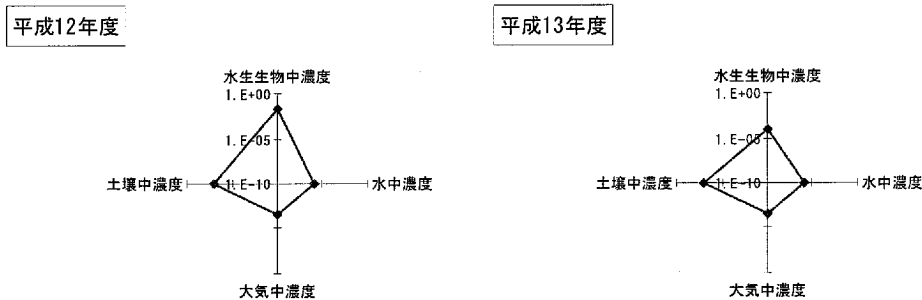 平成12年度
水生生物中濃度
1.E+00
1.E-05
土壌中濃度
1.E-10
水中濃度
大気中濃度
平成13年度
水生生物中濃度
1.E+00
1.E-05
土壌中濃度
1.E-10
水中濃度
大気中濃度